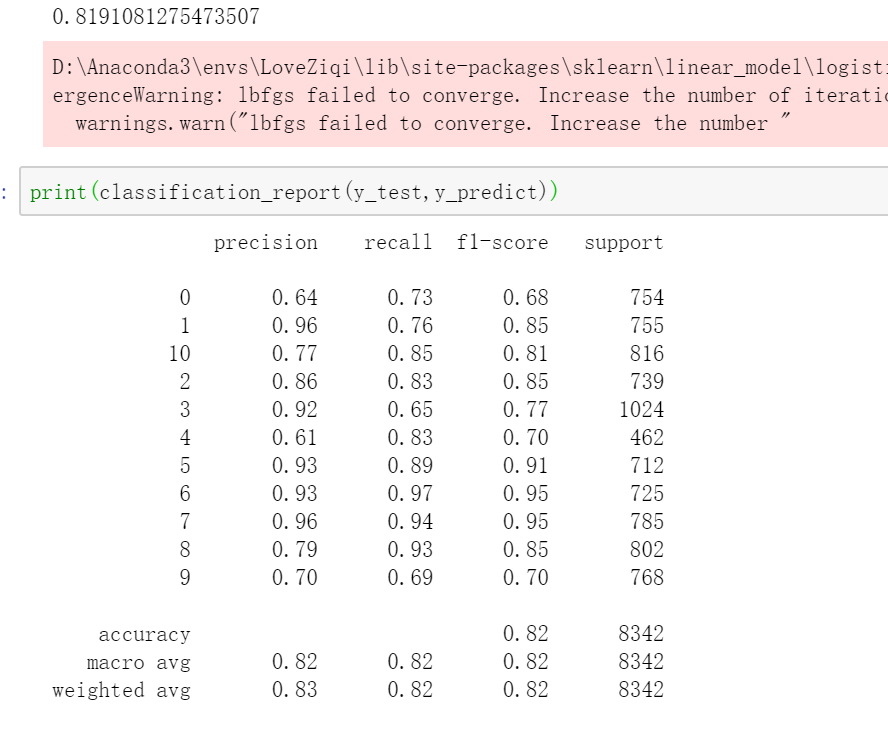 0.8191081275473507
D:\Anaconda3\envs\LoveZiqi\lib\site-packages\sklearn\linear_model\logisti
ergenceWarning: lbfgs failed to converge. Increase the number of iteratio
warnings.warn("lbfgs failed to converge. Increase the number "
: print(classification_report(y_test,y_predict))
precision recall f1-score support
0 0.64 0.73 0.68 754
1 0.96 0.76 0.85 755
10 0.77 0.85 0.81 816
2 0.86 0.83 0.85 739
3 0.92 0.65 0.77 1024
4 0.61 0.83 0.70 462
5 0.93 0.89 0.91 712
6 0.93 0.97 0.95 725
7 0.96 0.94 0.95 785
8 0.79 0.93 0.85 802
9 0.70 0.69 0.70 768
accuracy 0.82 8342
macro avg 0.82 0.82 0.82 8342
weighted avg 0.83 0.82 0.82 8342